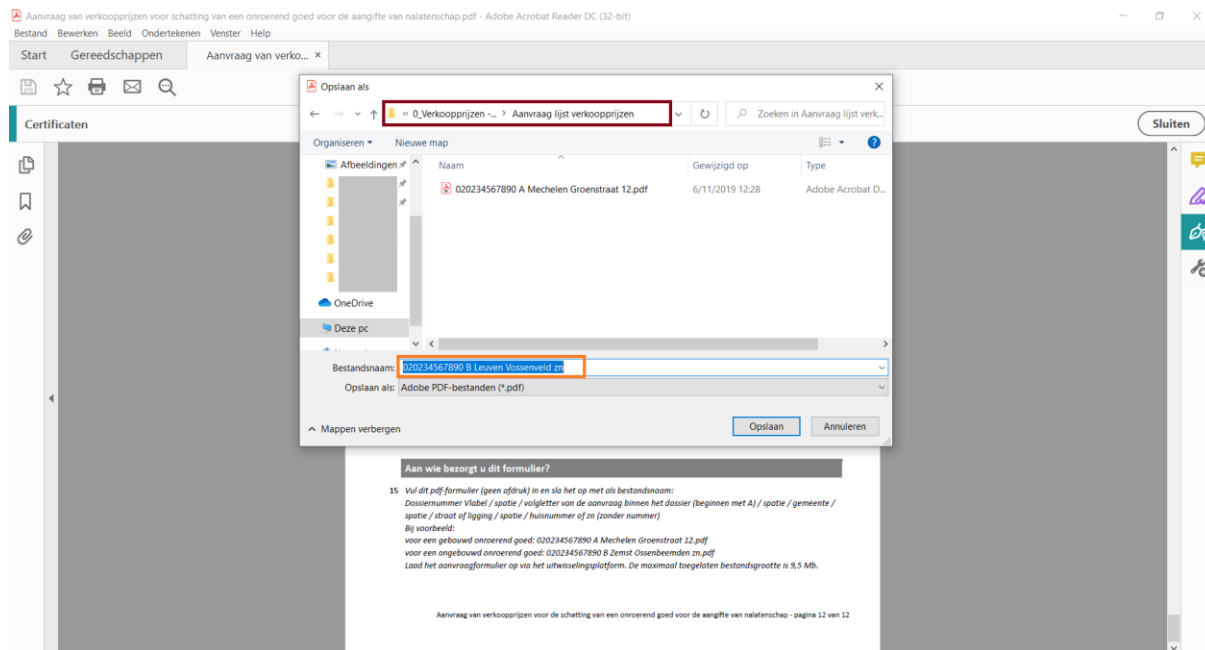 Aanvraag van verkoopprijzen voor schatting van een onroerend goed voor de aangifte van nalatenschap.pdf - Adobe Acrobat Reader DC (32-bit)
Bestand Bewerken Beeld Ondertekenen Venster Help
Start Gereedschappen Aanvraag van verko... ×
Certificaten
Sluiten
Opslaan als
« 0_Verkoopprijzen -... > Aanvraag lijst verkoopprijzen
Zoeken in Aanvraag lijst verk...
Organiseren Nieuwe map
Afbeeldingen
Naam Gewijzigd op Type
020234567890 A Mechelen Groenstraat 12.pdf 6/11/2019 12:28 Adobe Acrobat D...
OneDrive
Deze pc
Bestandsnaam: 020234567890 B Leuven Vossenveld zn
Opslaan als: Adobe PDF-bestanden (*.pdf)
Mappen verbergen
Opslaan Annuleren
Aan wie bezorgt u dit formulier?
15 Vul dit pdf-formulier (geen afdruk) in en sla het op met als bestandsnaam:
Dossiernummer Vlabel / spatie / volgletter van de aanvraag binnen het dossier (beginnen met A) / spatie / gemeente /
spatie / straat of ligging / spatie / huisnummer of zn (zonder nummer)
Bij voorbeeld:
voor een gebouwd onroerend goed: 020234567890 A Mechelen Groenstraat 12.pdf
voor een ongebouwd onroerend goed: 020234567890 B Zemst Ossenbeemden zn.pdf
Laad het aanvraagformulier op via het uitwisselingsplatform. De maximaal toegelaten bestandsgrootte is 9,5 Mb.
Aanvraag van verkoopprijzen voor de schatting van een onroerend goed voor de aangifte van nalatenschap - pagina 12 van 12